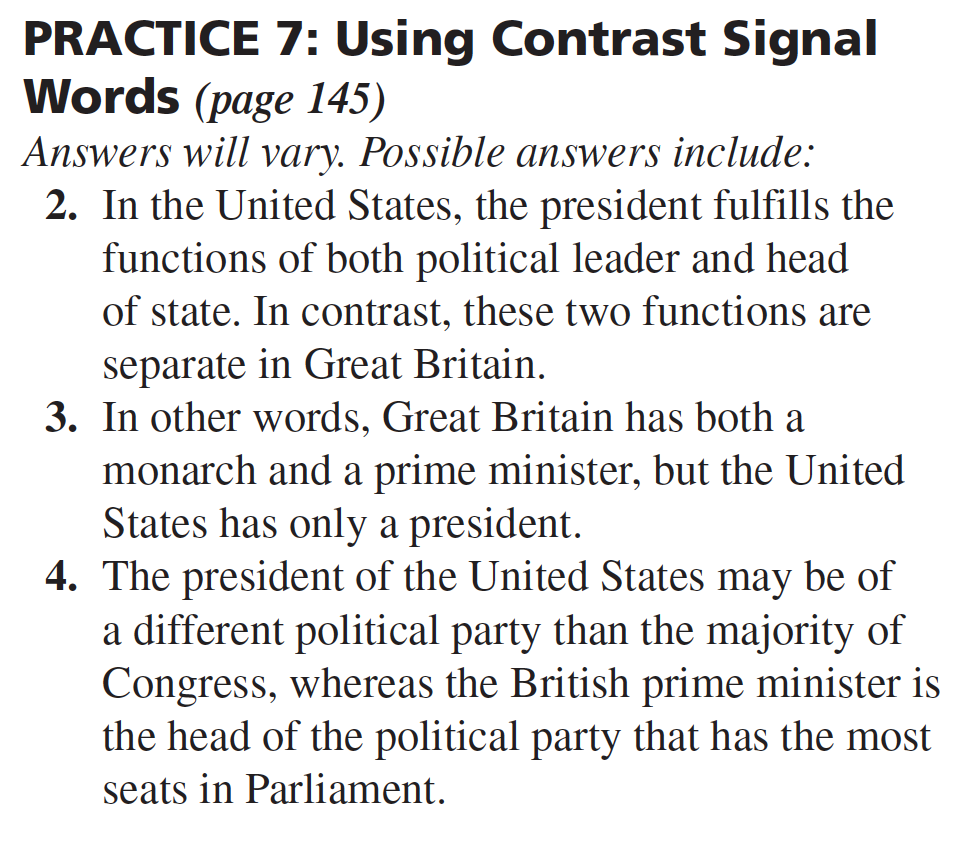 PRACTICE 7: Using Contrast Signal
Words (page 145)
Answers will vary. Possible answers include:
2. In the United States, the president fulfills the
functions of both political leader and head
of state. In contrast, these two functions are
separate in Great Britain.
3. In other words, Great Britain has both a
monarch and a prime minister, but the United
States has only a president.
4. The president of the United States may be of
a different political party than the majority of
Congress, whereas the British prime minister is
the head of the political party that has the most
seats in Parliament.